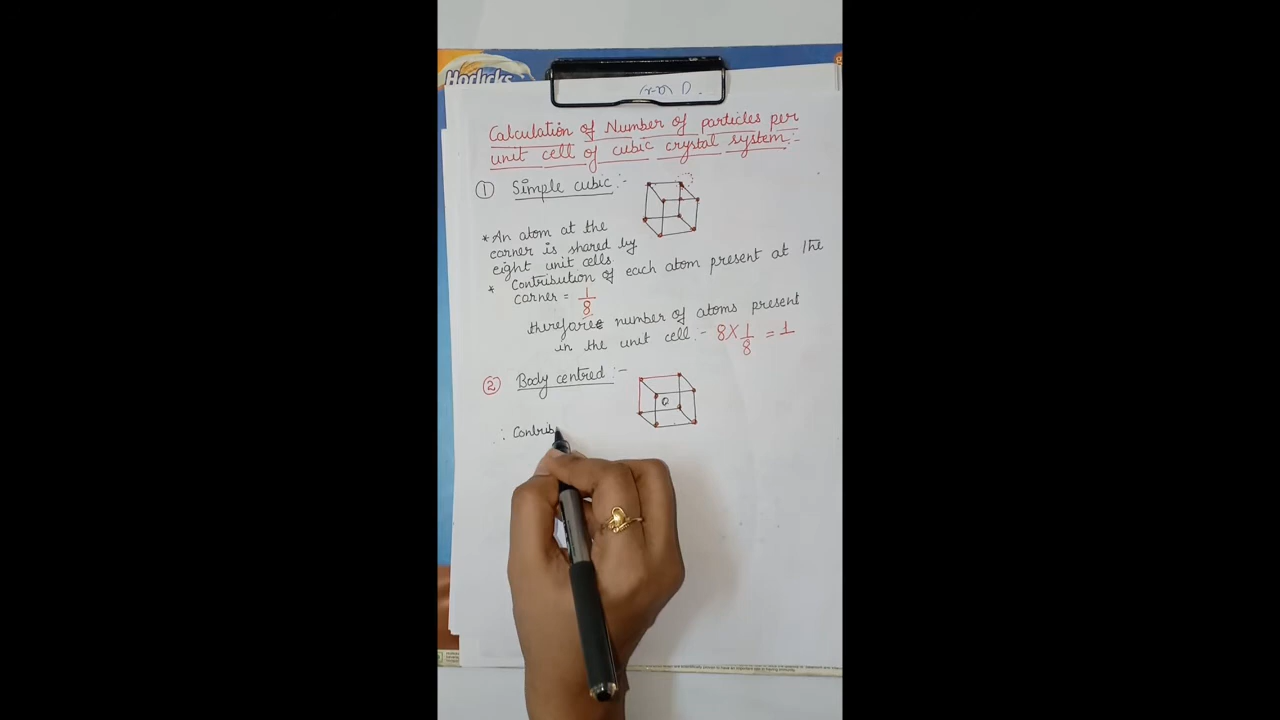 Horlicks
D.
Calculation of Number of particles per
unit cell of cubic crystal system:-
① Simple cubic:-
*An atom at the
corner is shared by
eight unit cells
* Contribution of each atom present at the
corner = 1/8
therefore number of atoms present
in the unit cell.- 8X1/8 = 1
② Body centred :-
∴ Contrib